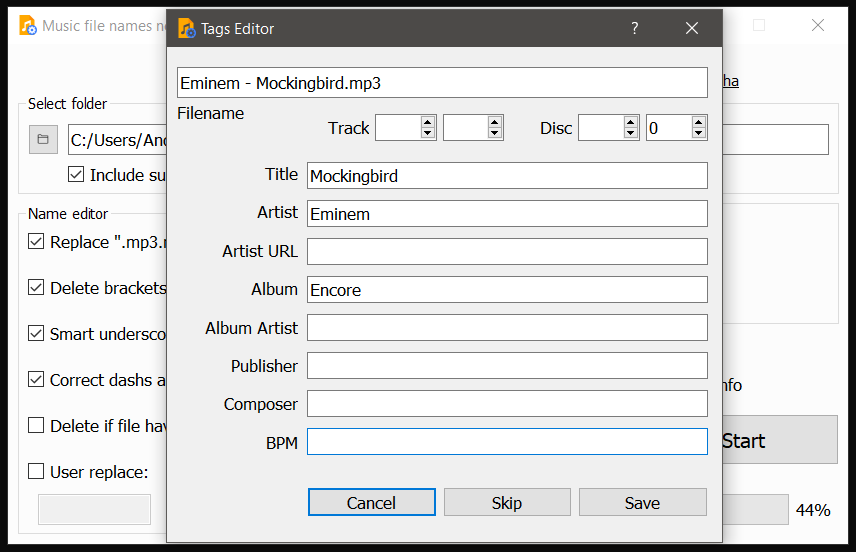 Music file names n
Tags Editor
?
Eminem - Mockingbird.mp3
Filename
Track
Disc
0
Title
Mockingbird
Artist
Eminem
Artist URL
Album
Encore
Album Artist
Publisher
Composer
BPM
Cancel
Skip
Save
ha
Select folder
C:/Users/And
Include su
Name editor
Replace ".mp3.m
Delete brackets
Smart undersco
Correct dashs a
Delete if file hav
User replace:
nfo
Start
44%